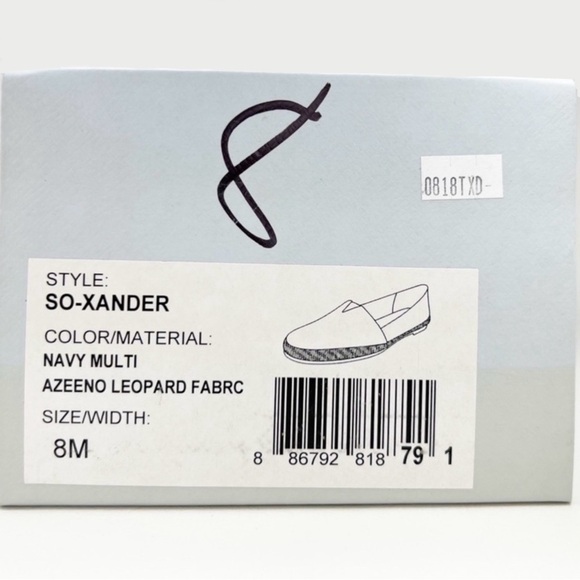 8
0818TXD-
STYLE:
SO-XANDER
COLOR/MATERIAL:
NAVY MULTI
AZEENO LEOPARD FABRC
SIZE/WIDTH:
8M
8 86792 818 79 1